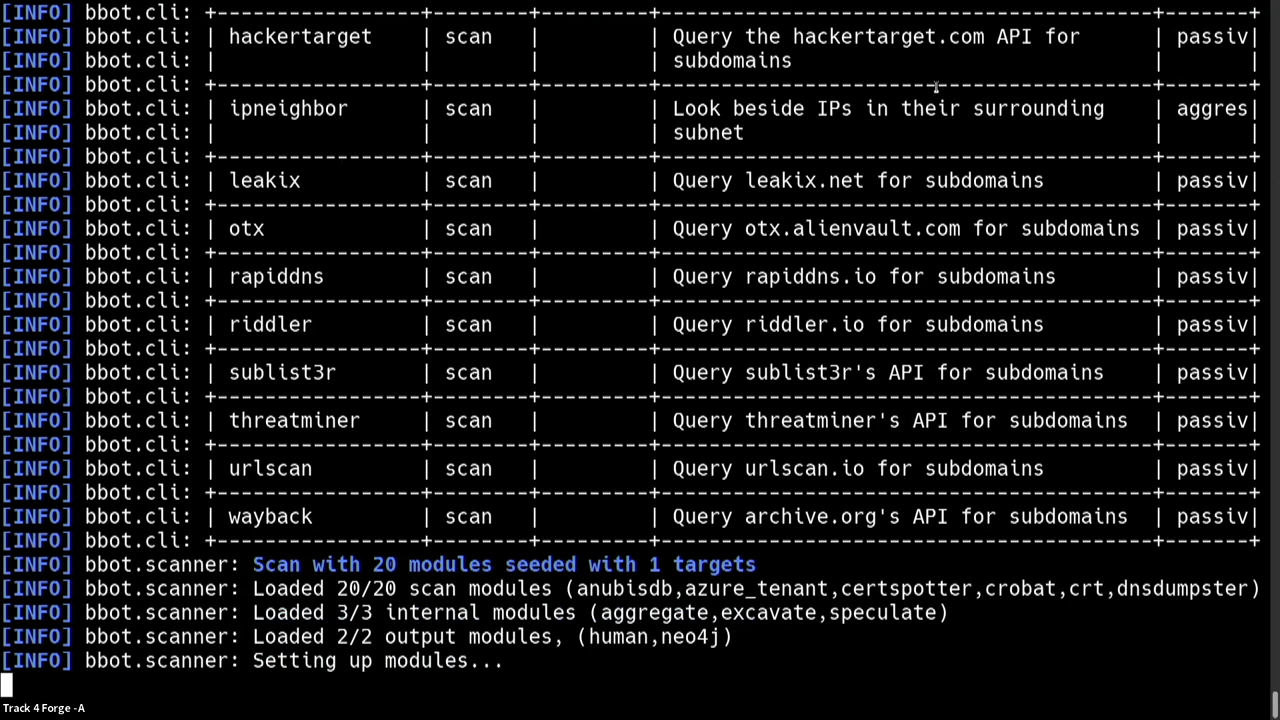 [INFO] bbot.cli: +-----------------+--------+---------+-----------------------------------------+-------+
[INFO] bbot.cli: | hackertarget | scan | | Query the hackertarget.com API for | passiv|
[INFO] bbot.cli: | | | | subdomains | |
[INFO] bbot.cli: +-----------------+--------+---------+-----------------------------------------+-------+
[INFO] bbot.cli: | ipneighbor | scan | | Look beside IPs in their surrounding | aggres|
[INFO] bbot.cli: | | | | subnet | |
[INFO] bbot.cli: +-----------------+--------+---------+-----------------------------------------+-------+
[INFO] bbot.cli: | leakix | scan | | Query leakix.net for subdomains | passiv|
[INFO] bbot.cli: +-----------------+--------+---------+-----------------------------------------+-------+
[INFO] bbot.cli: | otx | scan | | Query otx.alienvault.com for subdomains | passiv|
[INFO] bbot.cli: +-----------------+--------+---------+-----------------------------------------+-------+
[INFO] bbot.cli: | rapiddns | scan | | Query rapiddns.io for subdomains | passiv|
[INFO] bbot.cli: +-----------------+--------+---------+-----------------------------------------+-------+
[INFO] bbot.cli: | riddler | scan | | Query riddler.io for subdomains | passiv|
[INFO] bbot.cli: +-----------------+--------+---------+-----------------------------------------+-------+
[INFO] bbot.cli: | sublist3r | scan | | Query sublist3r's API for subdomains | passiv|
[INFO] bbot.cli: +-----------------+--------+---------+-----------------------------------------+-------+
[INFO] bbot.cli: | threatminer | scan | | Query threatminer's API for subdomains | passiv|
[INFO] bbot.cli: +-----------------+--------+---------+-----------------------------------------+-------+
[INFO] bbot.cli: | urlscan | scan | | Query urlscan.io for subdomains | passiv|
[INFO] bbot.cli: +-----------------+--------+---------+-----------------------------------------+-------+
[INFO] bbot.cli: | wayback | scan | | Query archive.org's API for subdomains | passiv|
[INFO] bbot.cli: +-----------------+--------+---------+-----------------------------------------+-------+
[INFO] bbot.scanner: Scan with 20 modules seeded with 1 targets
[INFO] bbot.scanner: Loaded 20/20 scan modules (anubisdb,azure_tenant,certspotter,crobat,crt,dnsdumpster)
[INFO] bbot.scanner: Loaded 3/3 internal modules (aggregate,excavate,speculate)
[INFO] bbot.scanner: Loaded 2/2 output modules, (human,neo4j)
[INFO] bbot.scanner: Setting up modules...
Track 4 Forge -A